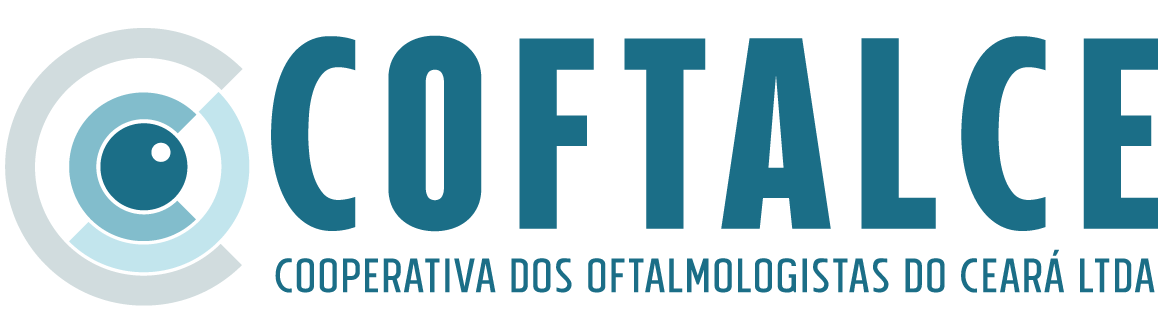 COFTALCE
COOPERATIVA DOS OFTALMOLOGISTAS DO CEARÁ LTDA